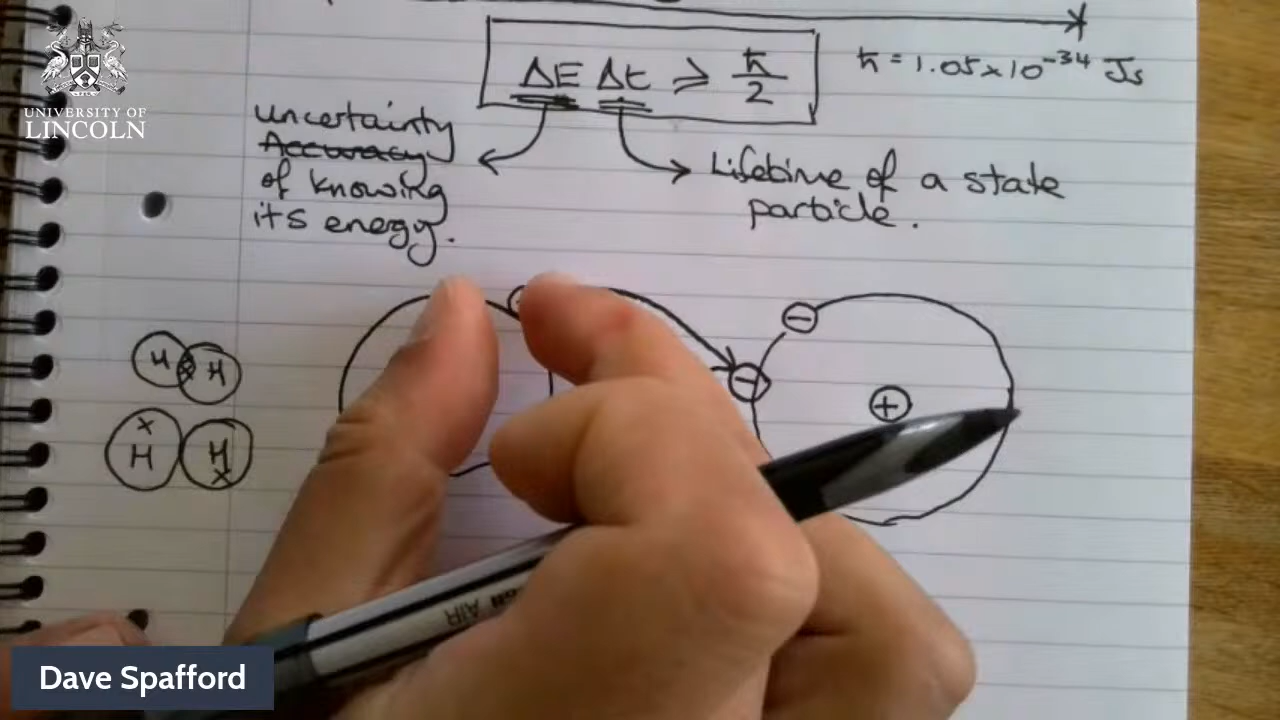 UNIVERSITY OF
LINCOLN
ΔE Δt ⩾ ℏ/2
ℏ = 1.05×10⁻³⁴ Js
uncertainty
Accuracy
of knowing
its energy.
Lifetime of a state
particle.
H H
H H
Dave Spafford